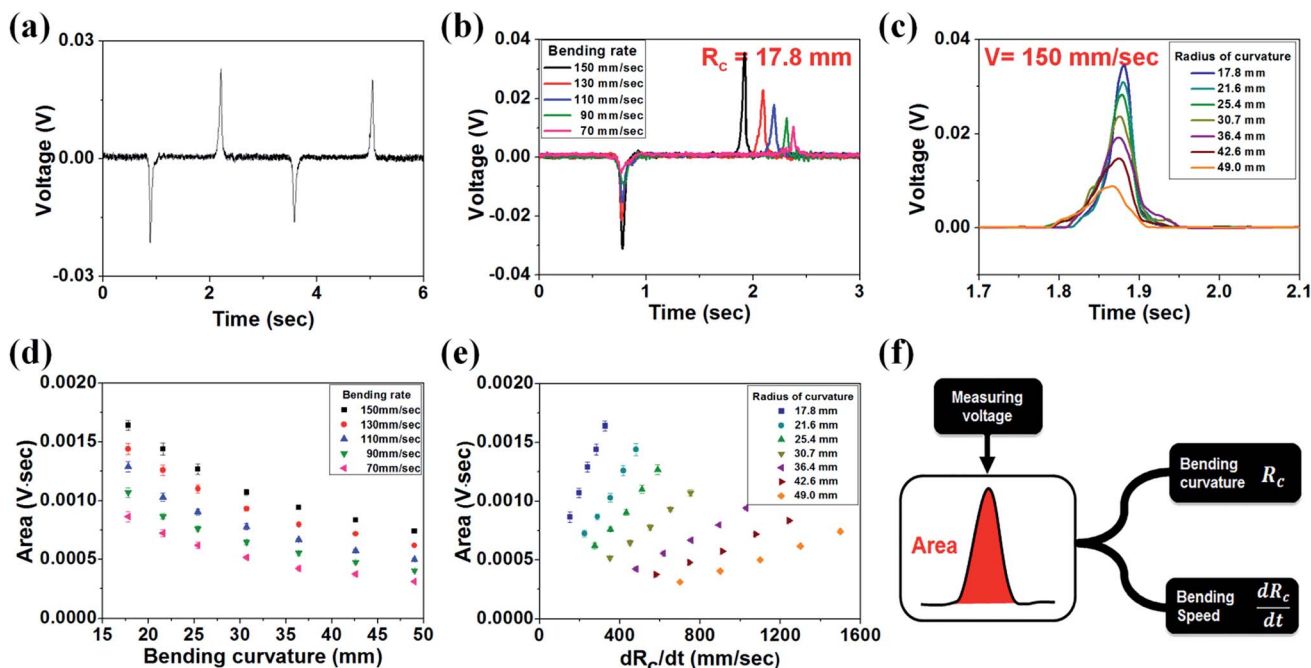 (a)
0.03
0.00
-0.03
Voltage (V)
0
2
4
6
Time (sec)
(b)
0.04
0.02
0.00
-0.02
-0.04
Voltage (V)
Bending rate
150 mm/sec
130 mm/sec
110 mm/sec
90 mm/sec
70 mm/sec
RC = 17.8 mm
0
1
2
3
Time (sec)
(c)
0.04
0.02
0.00
Voltage (V)
V= 150 mm/sec
Radius of curvature
17.8 mm
21.6 mm
25.4 mm
30.7 mm
36.4 mm
42.6 mm
49.0 mm
1.7
1.8
1.9
2.0
2.1
Time (sec)
(d)
0.0020
0.0015
0.0010
0.0005
0.0000
Area (V·sec)
Bending rate
150mm/sec
130mm/sec
110mm/sec
90mm/sec
70mm/sec
15 20 25 30 35 40 45 50
Bending curvature (mm)
(e)
0.0020
0.0015
0.0010
0.0005
0.0000
Area (V·sec)
Radius of curvature
17.8 mm
21.6 mm
25.4 mm
30.7 mm
36.4 mm
42.6 mm
49.0 mm
0
400
800
1200
1600
dRC/dt (mm/sec)
(f)
Measuring
voltage
Area
Bending
curvature Rc
Bending
Speed dRc/dt